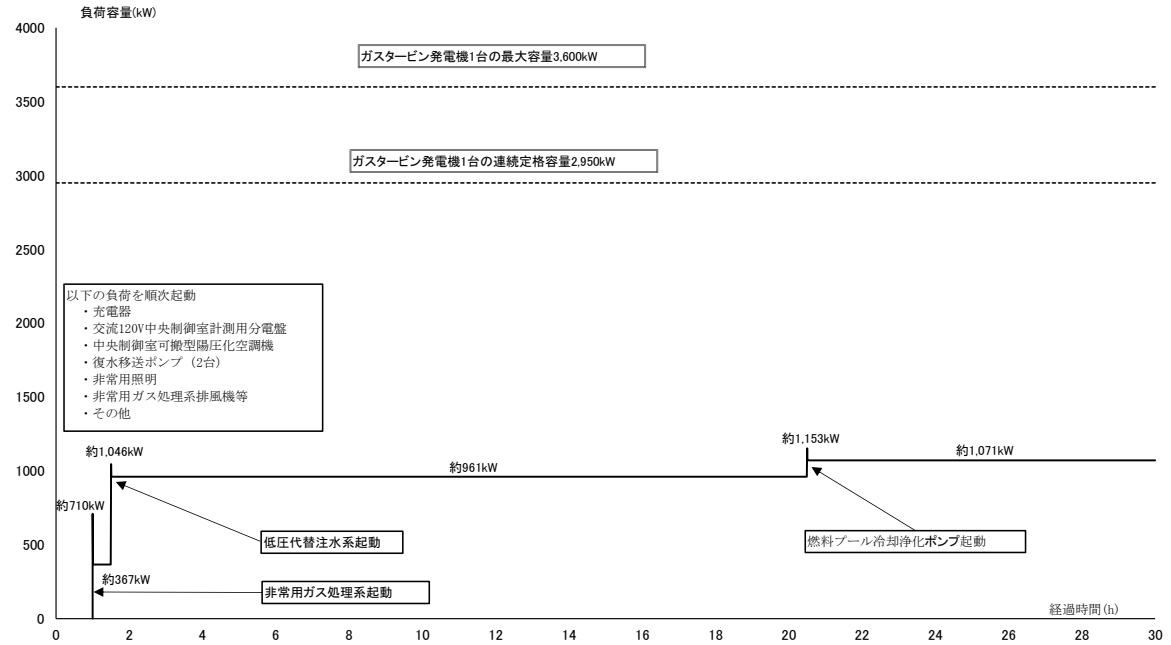 負荷容量(kW)
4000
ガスタービン発電機1台の最大容量3,600kW
3500
ガスタービン発電機1台の連続定格容量2,950kW
3000
2500
以下の負荷を順次起動
・充電器
・交流120V中央制御室計測用分電盤
・中央制御室可搬型陽圧化空調機
・復水移送ポンプ（2台）
・非常用照明
・非常用ガス処理系排風機等
・その他
2000
1500
約1,046kW
約1,153kW
約1,071kW
約961kW
1000
約710kW
低圧代替注水系起動
燃料プール冷却浄化ポンプ起動
500
約367kW
非常用ガス処理系起動
経過時間(h)
0
0 2 4 6 8 10 12 14 16 18 20 22 24 26 28 30